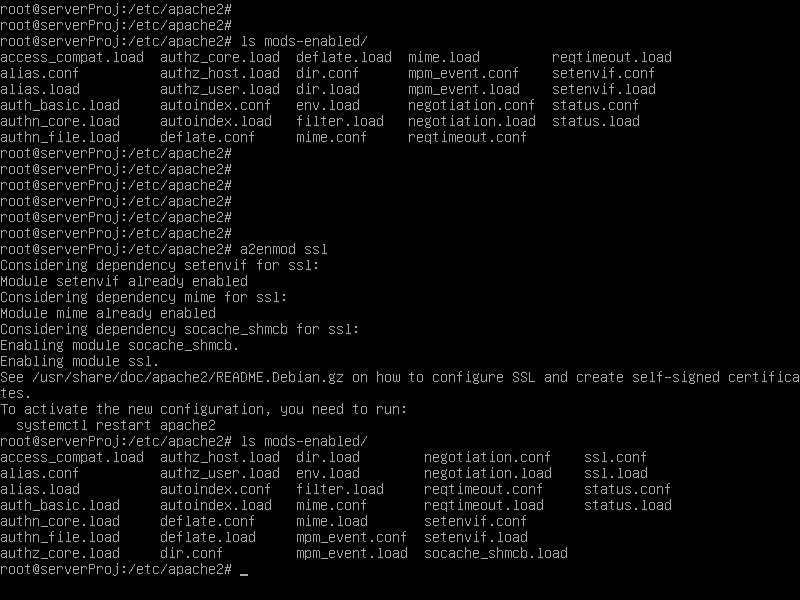 root@serverProj:/etc/apache2#
root@serverProj:/etc/apache2#
root@serverProj:/etc/apache2# ls mods-enabled/
access_compat.load  authz_core.load  deflate.load  mime.load         reqtimeout.load
alias.conf          authz_host.load  dir.conf      mpm_event.conf    setenvif.conf
alias.load          authz_user.load  dir.load      mpm_event.load    setenvif.load
auth_basic.load     autoindex.conf   env.load      negotiation.conf  status.conf
authn_core.load     autoindex.load   filter.load   negotiation.load  status.load
authn_file.load     deflate.conf     mime.conf     reqtimeout.conf
root@serverProj:/etc/apache2#
root@serverProj:/etc/apache2#
root@serverProj:/etc/apache2#
root@serverProj:/etc/apache2#
root@serverProj:/etc/apache2#
root@serverProj:/etc/apache2#
root@serverProj:/etc/apache2# a2enmod ssl
Considering dependency setenvif for ssl:
Module setenvif already enabled
Considering dependency mime for ssl:
Module mime already enabled
Considering dependency socache_shmcb for ssl:
Enabling module socache_shmcb.
Enabling module ssl.
See /usr/share/doc/apache2/README.Debian.gz on how to configure SSL and create self-signed certifica
tes.
To activate the new configuration, you need to run:
  systemctl restart apache2
root@serverProj:/etc/apache2# ls mods-enabled/
access_compat.load  authz_host.load  dir.load        negotiation.conf    ssl.conf
alias.conf          authz_user.load  env.load        negotiation.load    ssl.load
alias.load          autoindex.conf   filter.load     reqtimeout.conf     status.conf
auth_basic.load     autoindex.load   mime.conf       reqtimeout.load     status.load
authn_core.load     deflate.conf     mime.load       setenvif.conf
authn_file.load     deflate.load     mpm_event.conf  setenvif.load
authz_core.load     dir.conf         mpm_event.load  socache_shmcb.load
root@serverProj:/etc/apache2# _